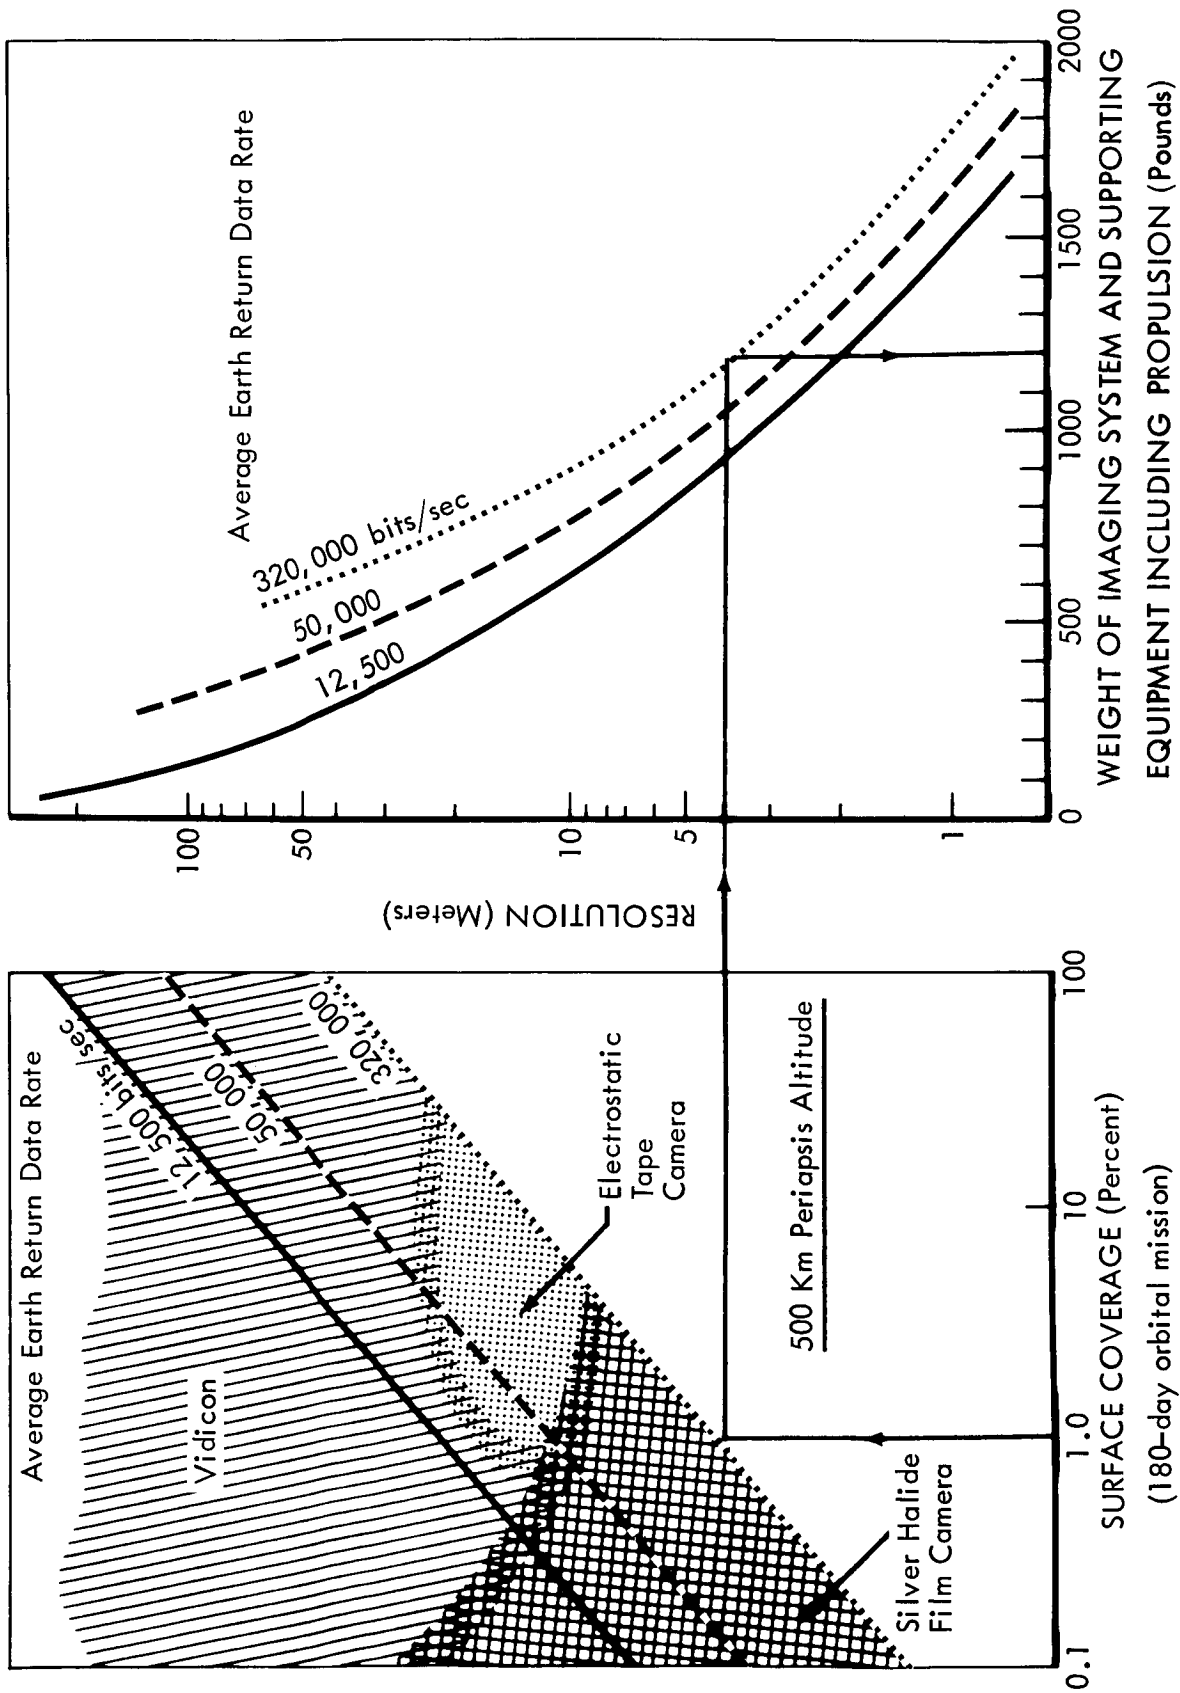 Average Earth Return Data Rate
Vidicon
12,500 bits/sec
50,000
320,000
Electrostatic
Tape
Camera
500 Km Periapsis Altitude
Silver Halide
Film Camera
0.1
1.0
10
100
SURFACE COVERAGE (Percent)
(180-day orbital mission)
RESOLUTION (Meters)
100
50
10
5
1
Average Earth Return Data Rate
320,000 bits/sec
50,000
12,500
0
500
1000
1500
2000
WEIGHT OF IMAGING SYSTEM AND SUPPORTING
EQUIPMENT INCLUDING PROPULSION (Pounds)